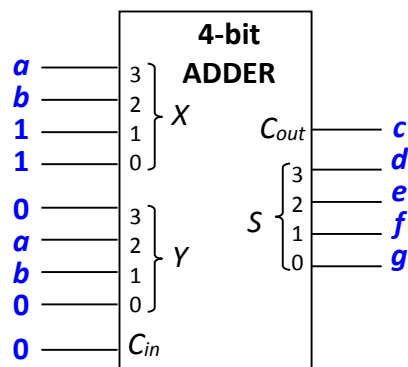 4-bit
ADDER
a 3
b 2 X
1 1
1 0
0 3
a 2 Y
b 1
0 0
0 Cin
Cout c
3 d
2 e
S 1 f
0 g